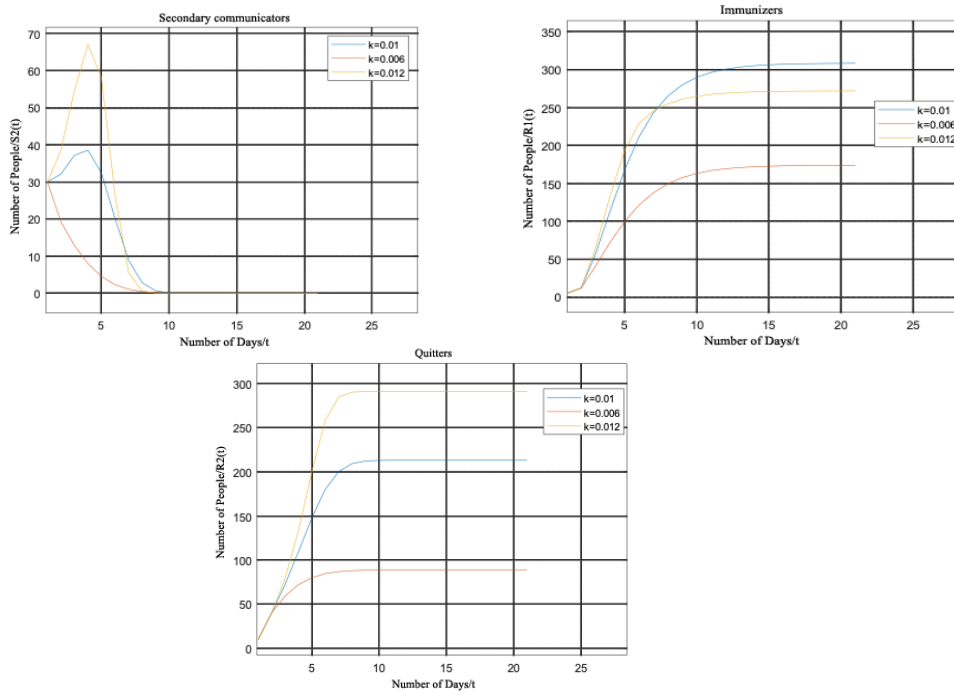 Secondary communicators
70
60
50
40
30
20
10
0
5
10
15
20
25
Number of People/S2(t)
Number of Days/t
k=0.01
k=0.006
k=0.012
Immunizers
350
300
250
200
150
100
50
0
5
10
15
20
25
Number of People/R1(t)
Number of Days/t
k=0.01
k=0.006
k=0.012
Quitters
300
250
200
150
100
50
0
5
10
15
20
25
Number of People/R2(t)
Number of Days/t
k=0.01
k=0.006
k=0.012